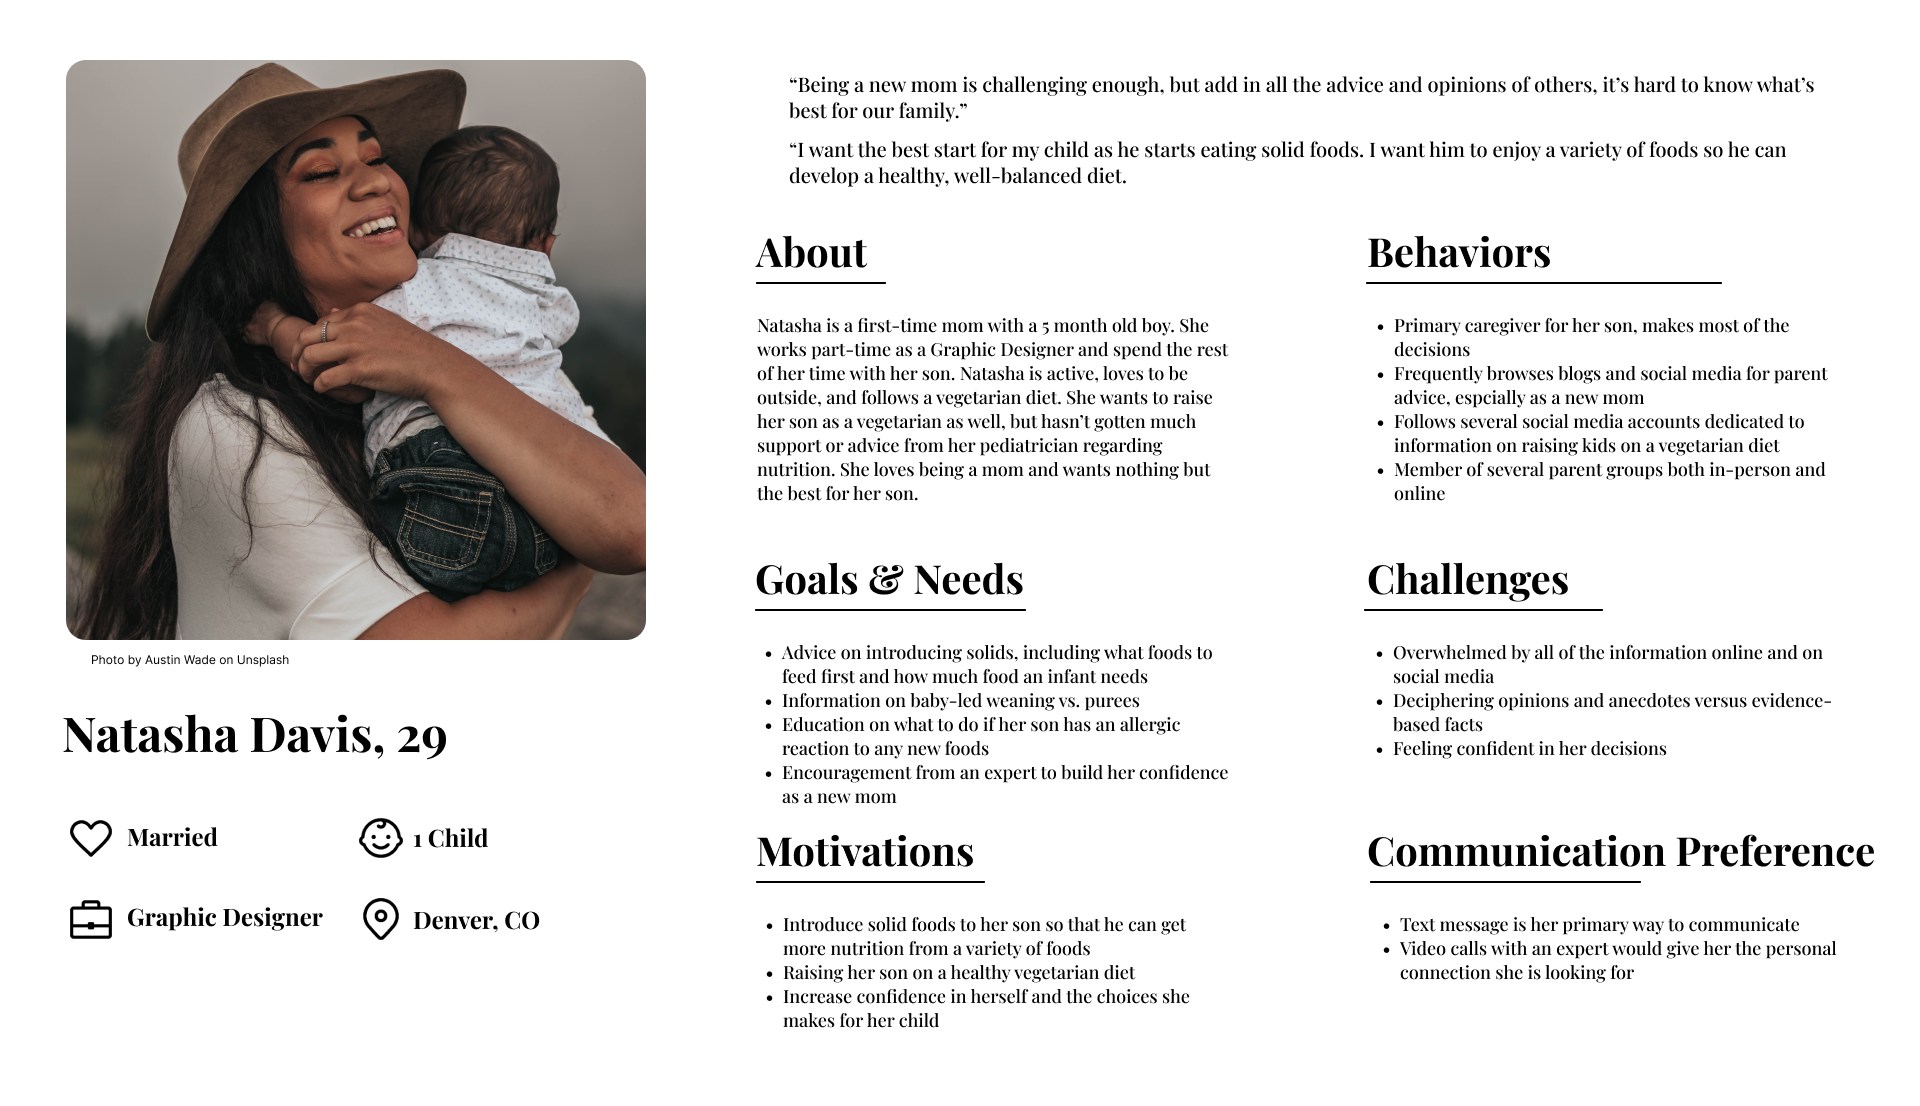 “Being a new mom is challenging enough, but add in all the advice and opinions of others, it’s hard to know what’s
best for our family.”
“I want the best start for my child as he starts eating solid foods. I want him to enjoy a variety of foods so he can
develop a healthy, well-balanced diet.
Photo by Austin Wade on Unsplash
Natasha Davis, 29
Married
1 Child
Graphic Designer
Denver, CO
About
Natasha is a first-time mom with a 5 month old boy. She
works part-time as a Graphic Designer and spend the rest
of her time with her son. Natasha is active, loves to be
outside, and follows a vegetarian diet. She wants to raise
her son as a vegetarian as well, but hasn’t gotten much
support or advice from her pediatrician regarding
nutrition. She loves being a mom and wants nothing but
the best for her son.
Behaviors
• Primary caregiver for her son, makes most of the
decisions
• Frequently browses blogs and social media for parent
advice, espcially as a new mom
• Follows several social media accounts dedicated to
information on raising kids on a vegetarian diet
• Member of several parent groups both in-person and
online
Goals & Needs
• Advice on introducing solids, including what foods to
feed first and how much food an infant needs
• Information on baby-led weaning vs. purees
• Education on what to do if her son has an allergic
reaction to any new foods
• Encouragement from an expert to build her confidence
as a new mom
Challenges
• Overwhelmed by all of the information online and on
social media
• Deciphering opinions and anecdotes versus evidence-
based facts
• Feeling confident in her decisions
Motivations
• Introduce solid foods to her son so that he can get
more nutrition from a variety of foods
• Raising her son on a healthy vegetarian diet
• Increase confidence in herself and the choices she
makes for her child
Communication Preference
• Text message is her primary way to communicate
• Video calls with an expert would give her the personal
connection she is looking for